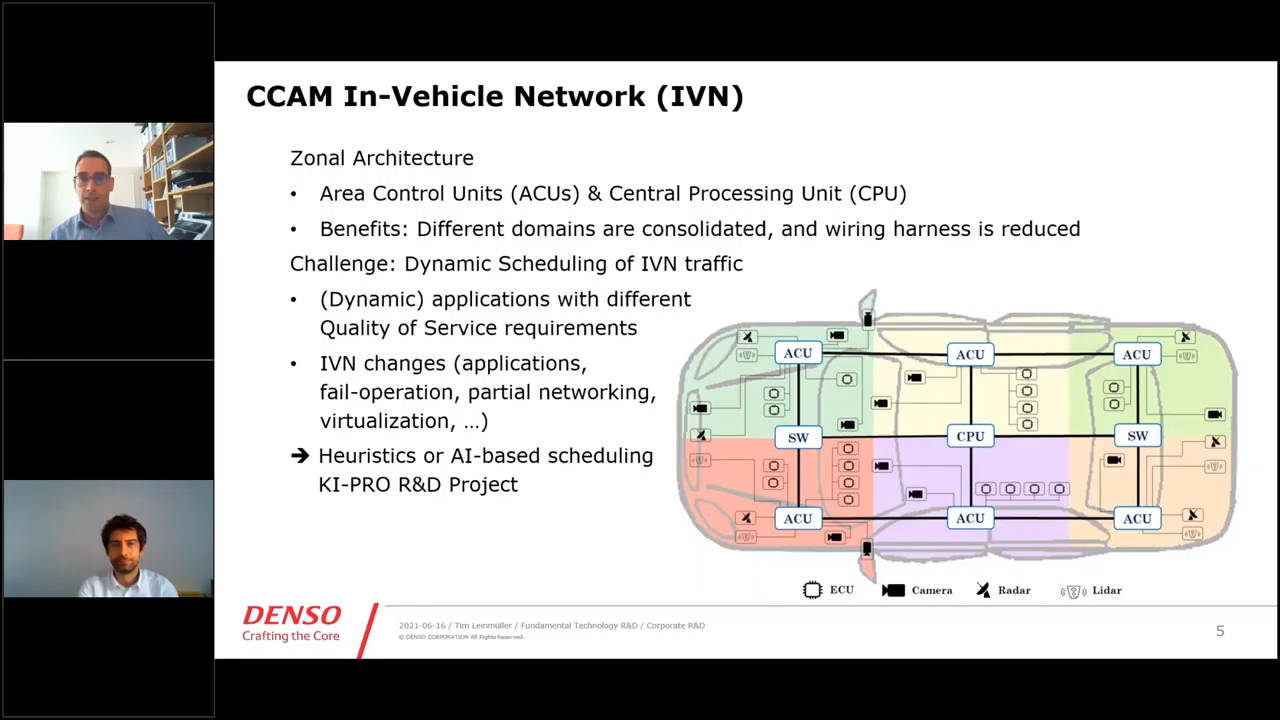 CCAM In-Vehicle Network (IVN)
Zonal Architecture
• Area Control Units (ACUs) & Central Processing Unit (CPU)
• Benefits: Different domains are consolidated, and wiring harness is reduced
Challenge: Dynamic Scheduling of IVN traffic
• (Dynamic) applications with different
Quality of Service requirements
• IVN changes (applications,
fail-operation, partial networking,
virtualization, …)
➔ Heuristics or AI-based scheduling
KI-PRO R&D Project
ACU
ACU
ACU
SW
CPU
SW
ACU
ACU
ACU
ECU
Camera
Radar
Lidar
DENSO
Crafting the Core
2021-06-16 / Tim Leinmüller / Fundamental Technology R&D / Corporate R&D
© DENSO CORPORATION All Rights Reserved.
5